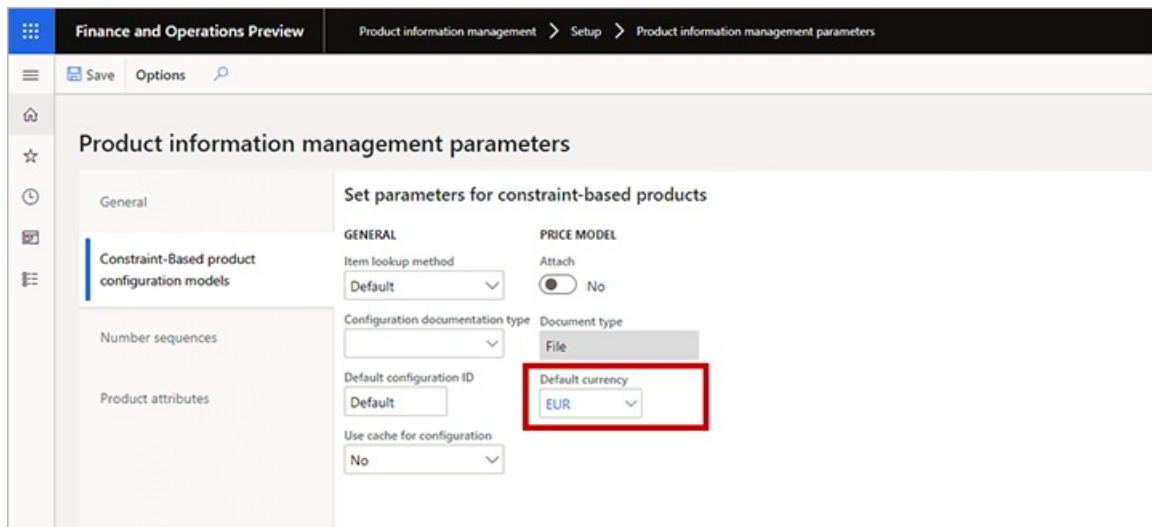 Finance and Operations Preview
Product information management > Setup > Product information management parameters
Save Options
Product information management parameters
General
Constraint-Based product
configuration models
Number sequences
Product attributes
Set parameters for constraint-based products
GENERAL
Item lookup method
Default
Configuration documentation type
Default configuration ID
Default
Use cache for configuration
No
PRICE MODEL
Attach
No
Document type
File
Default currency
EUR